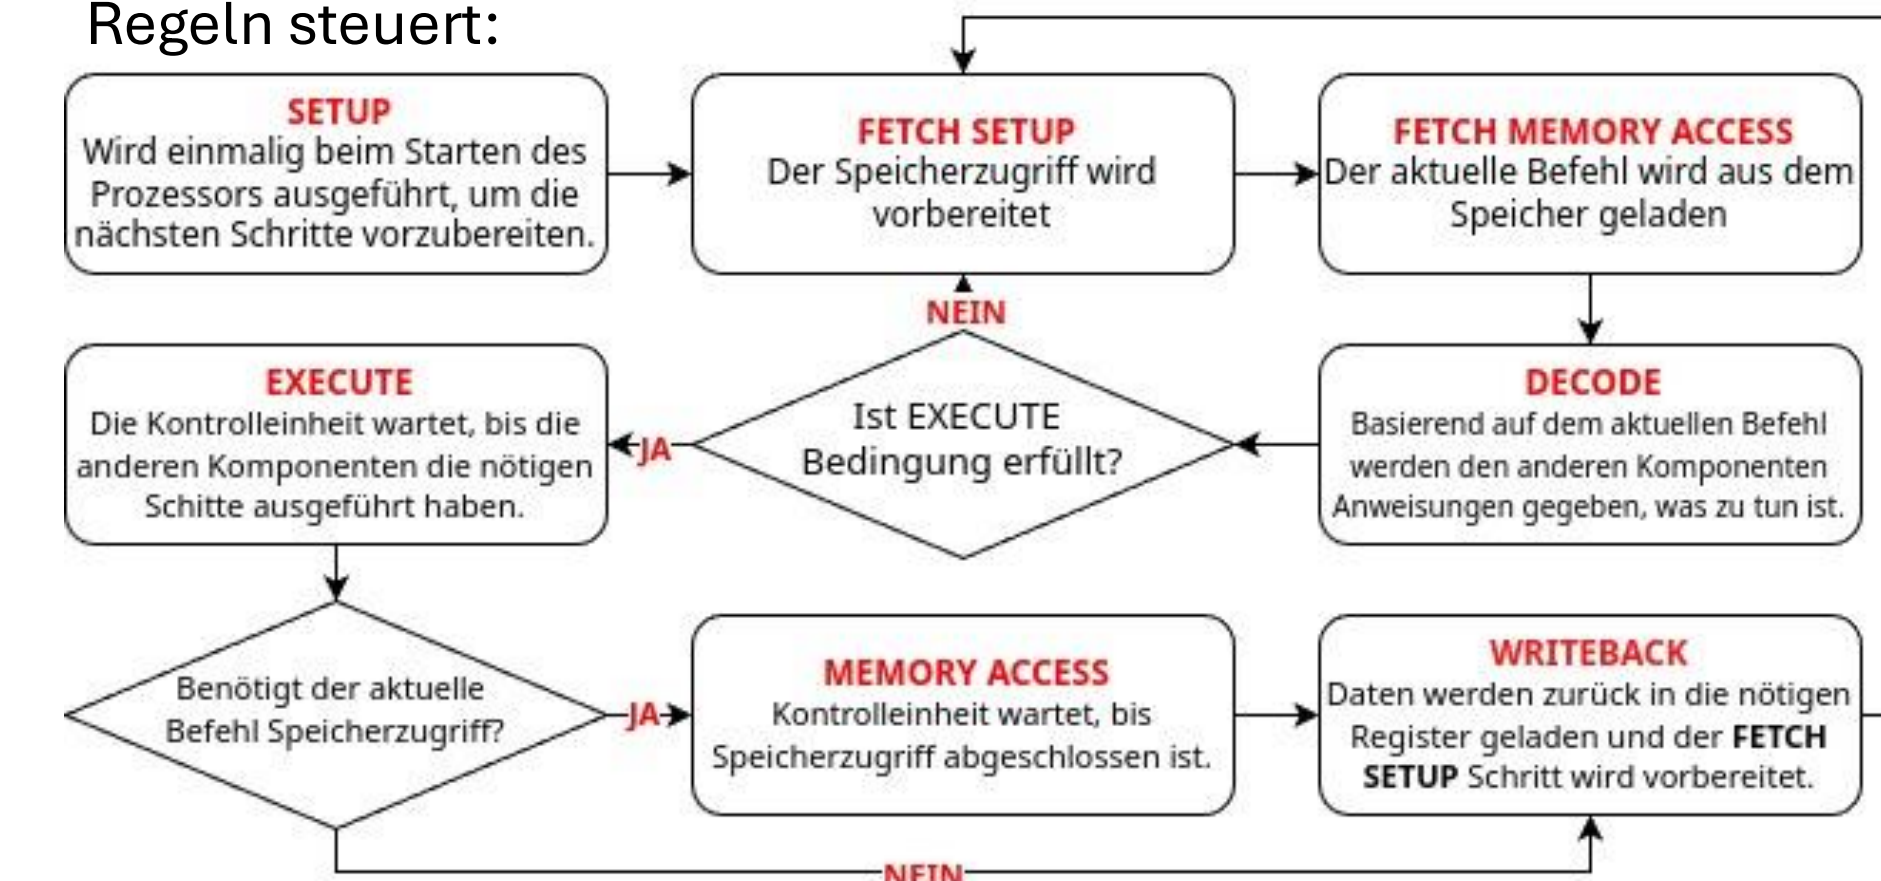 Regeln steuert:
SETUP
Wird einmalig beim Starten des
Prozessors ausgeführt, um die
nächsten Schritte vorzubereiten.
FETCH SETUP
Der Speicherzugriff wird
vorbereitet
FETCH MEMORY ACCESS
Der aktuelle Befehl wird aus dem
Speicher geladen
DECODE
Basierend auf dem aktuellen Befehl
werden den anderen Komponenten
Anweisungen gegeben, was zu tun ist.
Ist EXECUTE
Bedingung erfüllt?
NEIN
JA
EXECUTE
Die Kontrolleinheit wartet, bis die
anderen Komponenten die nötigen
Schitte ausgeführt haben.
Benötigt der aktuelle
Befehl Speicherzugriff?
JA
MEMORY ACCESS
Kontrolleinheit wartet, bis
Speicherzugriff abgeschlossen ist.
WRITEBACK
Daten werden zurück in die nötigen
Register geladen und der FETCH
SETUP Schritt wird vorbereitet.
NEIN